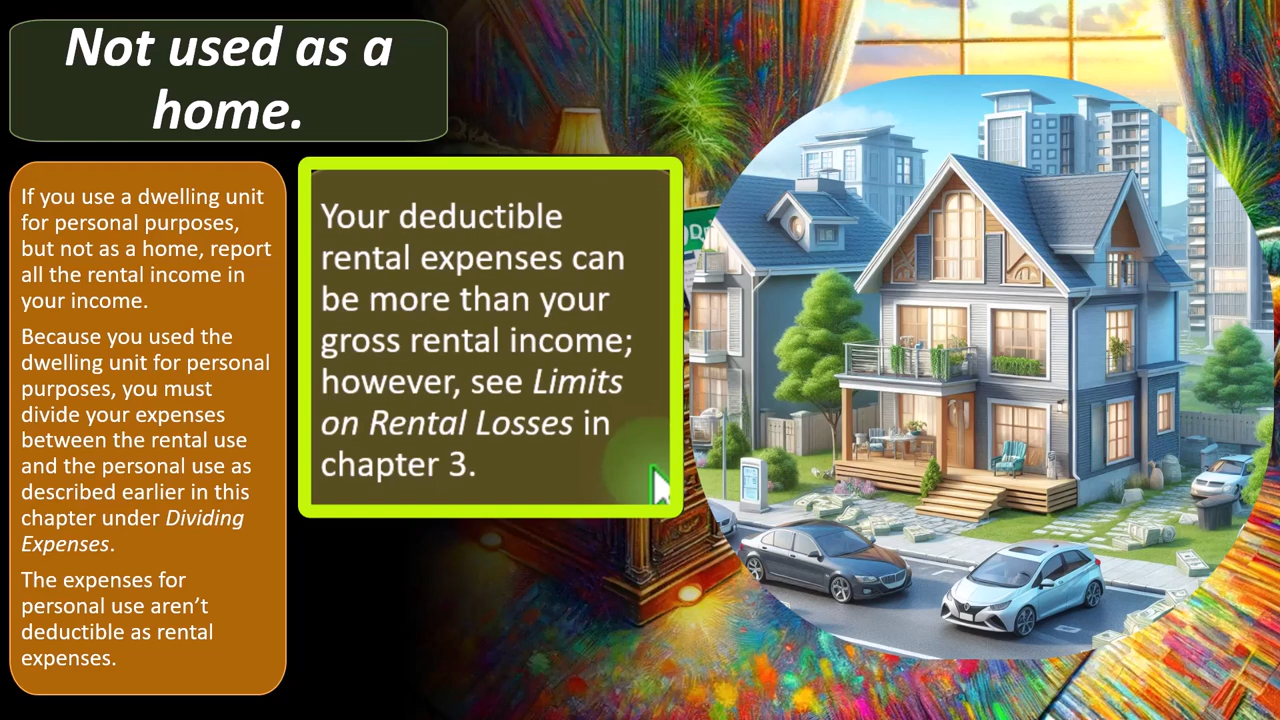 Not used as a
home.
If you use a dwelling unit
for personal purposes,
but not as a home, report
all the rental income in
your income.
Because you used the
dwelling unit for personal
purposes, you must
divide your expenses
between the rental use
and the personal use as
described earlier in this
chapter under Dividing
Expenses.
The expenses for
personal use aren’t
deductible as rental
expenses.
Your deductible
rental expenses can
be more than your
gross rental income;
however, see Limits
on Rental Losses in
chapter 3.